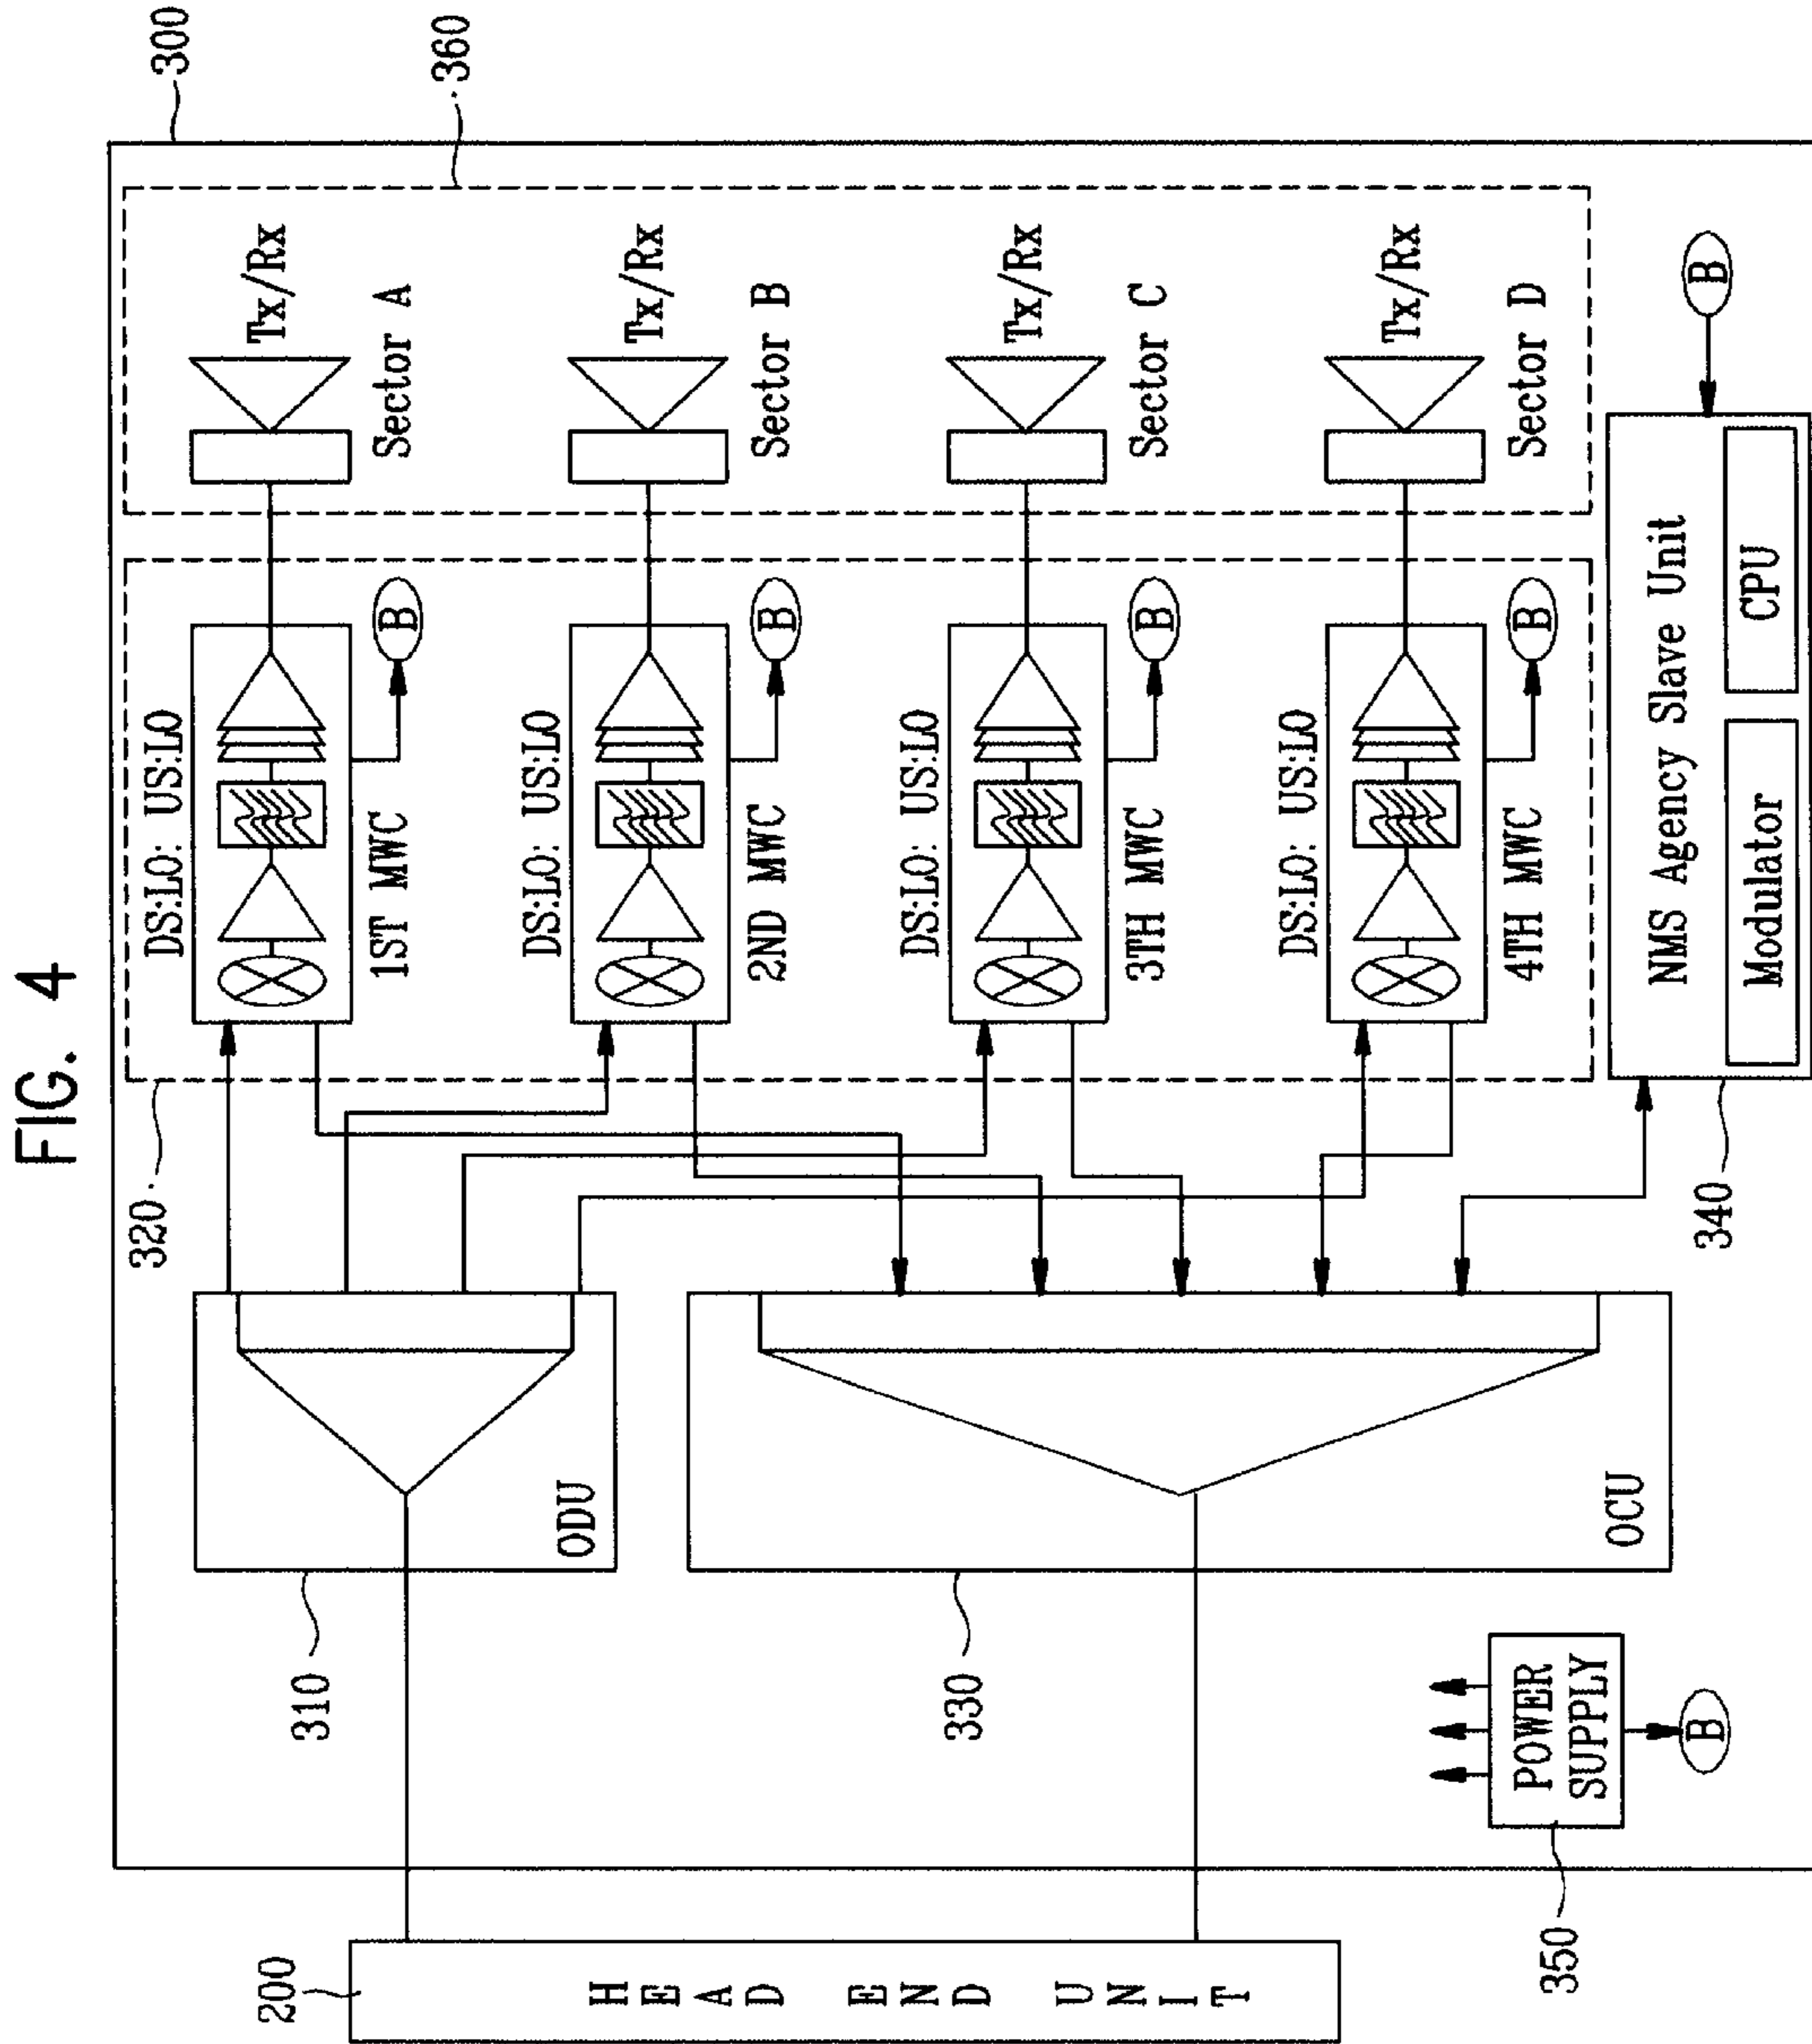 FIG. 4
300
360
320
DS:LO: US:LO
1ST MWC
B
Tx/Rx
Sector A
DS:LO: US:LO
2ND MWC
B
Tx/Rx
Sector B
DS:LO: US:LO
3TH MWC
B
Tx/Rx
Sector C
DS:LO: US:LO
4TH MWC
B
Tx/Rx
Sector D
200
HEAD END UNIT
310
ODU
330
OCU
340
NMS Agency Slave Unit
Modulator
CPU
B
350
POWER
SUPPLY
B